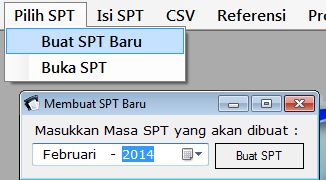 Pilih SPT Isi SPT CSV Referensi
Buat SPT Baru
Buka SPT
Membuat SPT Baru
Masukkan Masa SPT yang akan dibuat :
Februari - 2014 Buat SPT